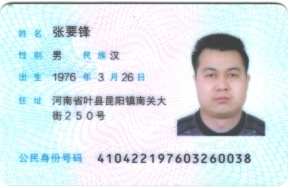 姓名 张要锋
性别 男 民族 汉
出生 1976 年 3 月 26 日
住址 河南省叶县昆阳镇南关大
街250号
公民身份号码 410422197603260038